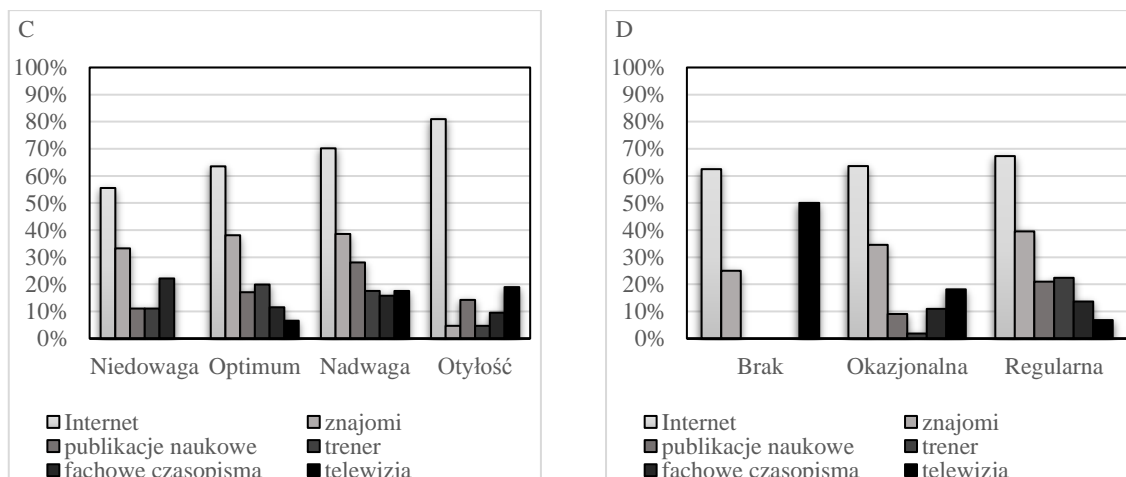 C
100%
90%
80%
70%
60%
50%
40%
30%
20%
10%
0%
Niedowaga Optimum Nadwaga Otyłość
Internet znajomi
publikacje naukowe trener
fachowe czasopisma telewizja
D
100%
90%
80%
70%
60%
50%
40%
30%
20%
10%
0%
Brak Okazjonalna Regularna
Internet znajomi
publikacje naukowe trener
fachowe czasopisma telewizja